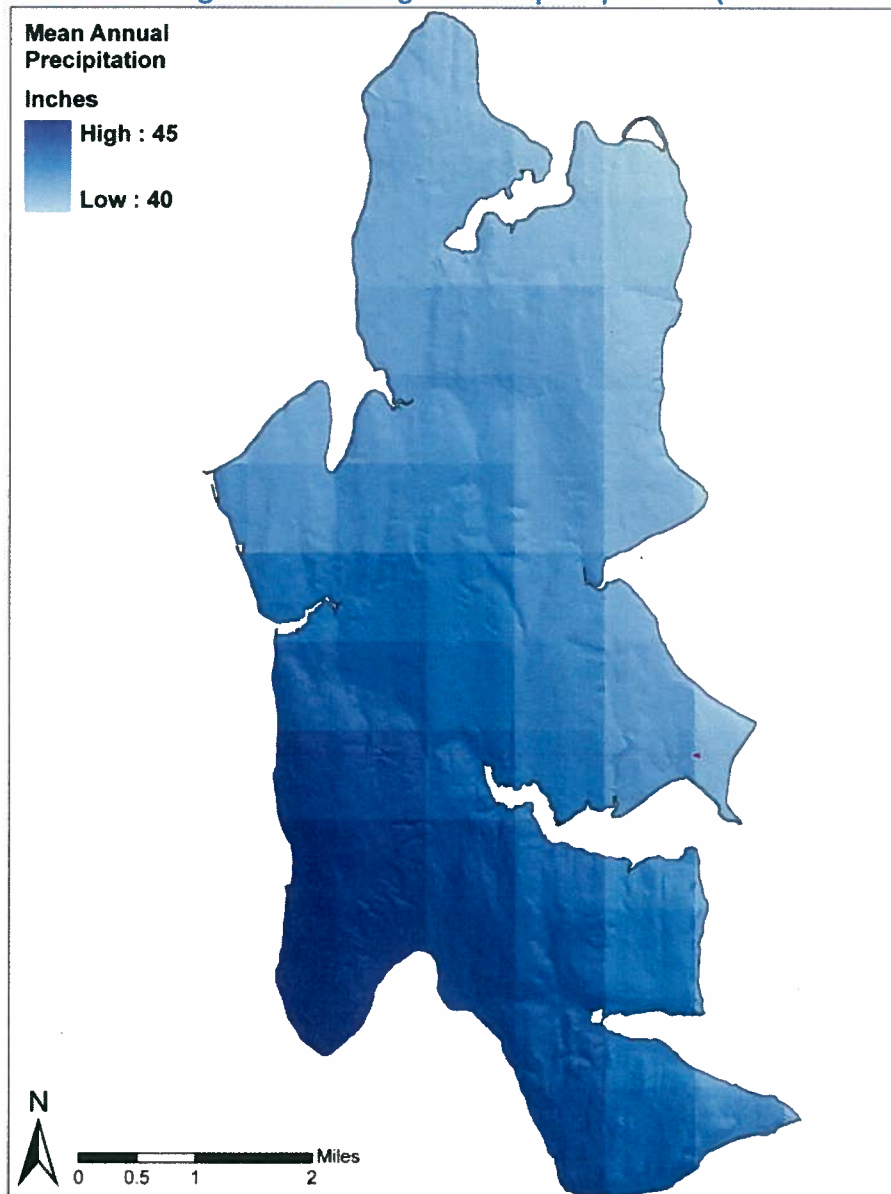 Mean Annual
Precipitation
Inches
High : 45
Low : 40
N
Miles
0 0.5 1 2